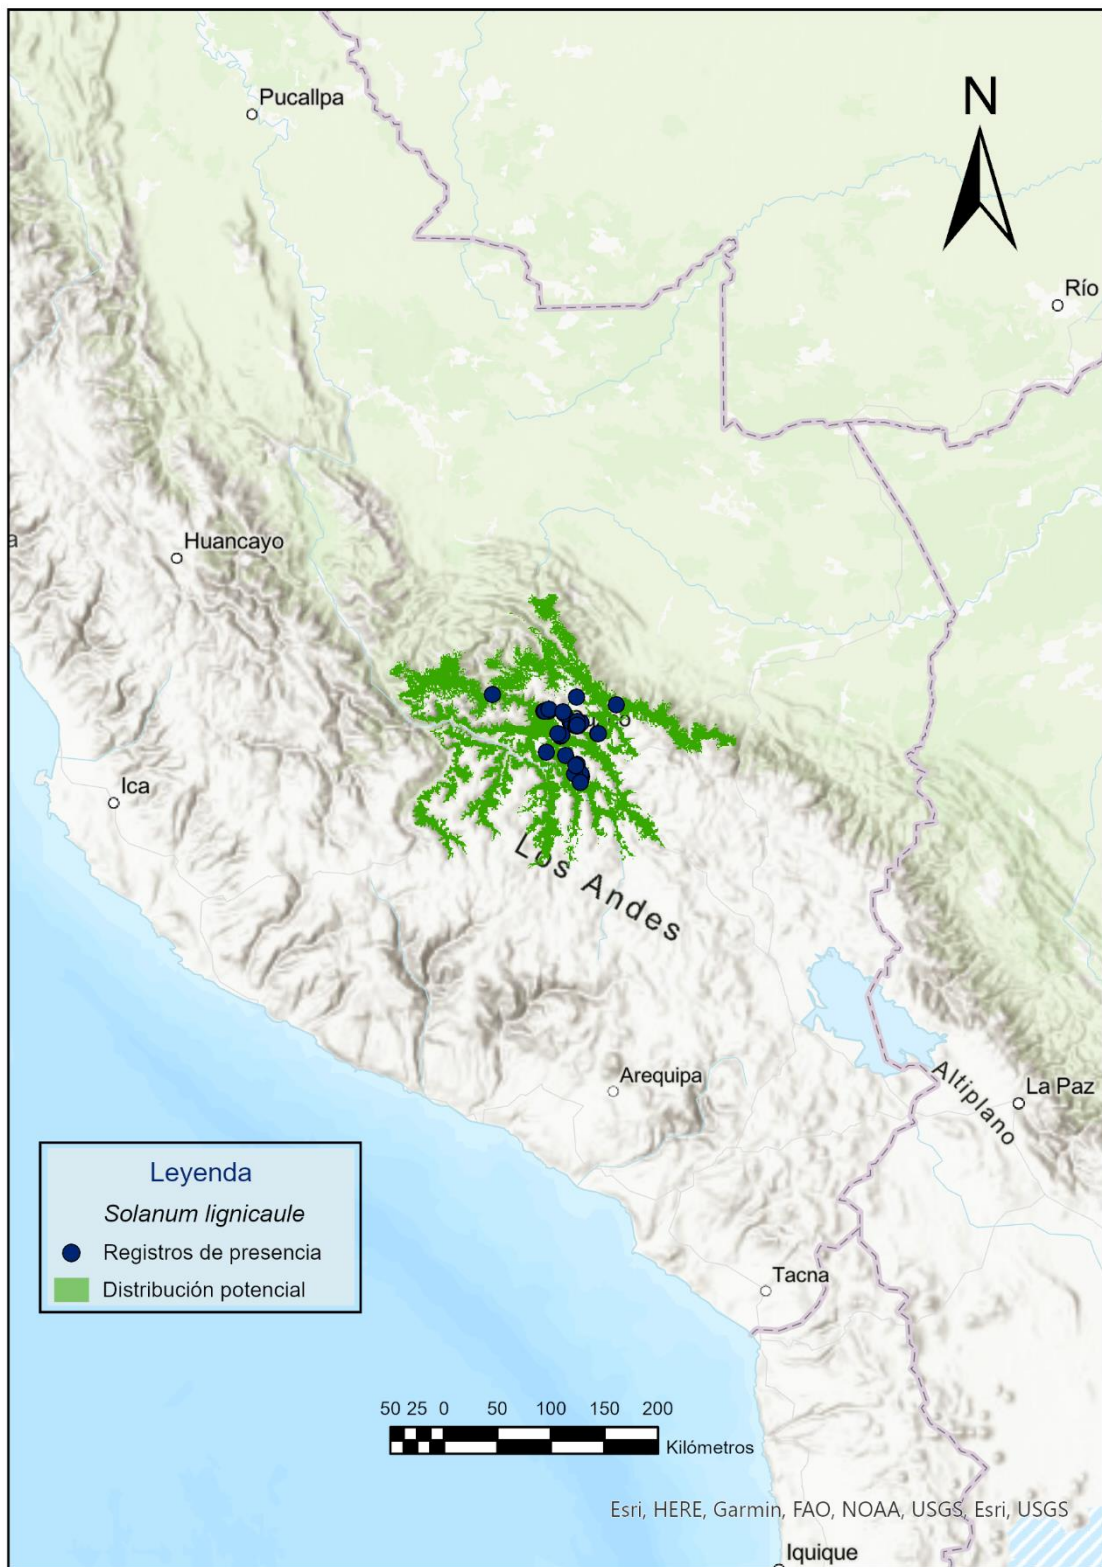 Pucallpa
N
Río
a
Huancayo
Ica
Los Andes
Arequipa
Altiplano
La Paz
Leyenda
Solanum lignicaule
Registros de presencia
Distribución potencial
Tacna
50 25 0 50 100 150 200
Kilómetros
Esri, HERE, Garmin, FAO, NOAA, USGS, Esri, USGS
Iquique